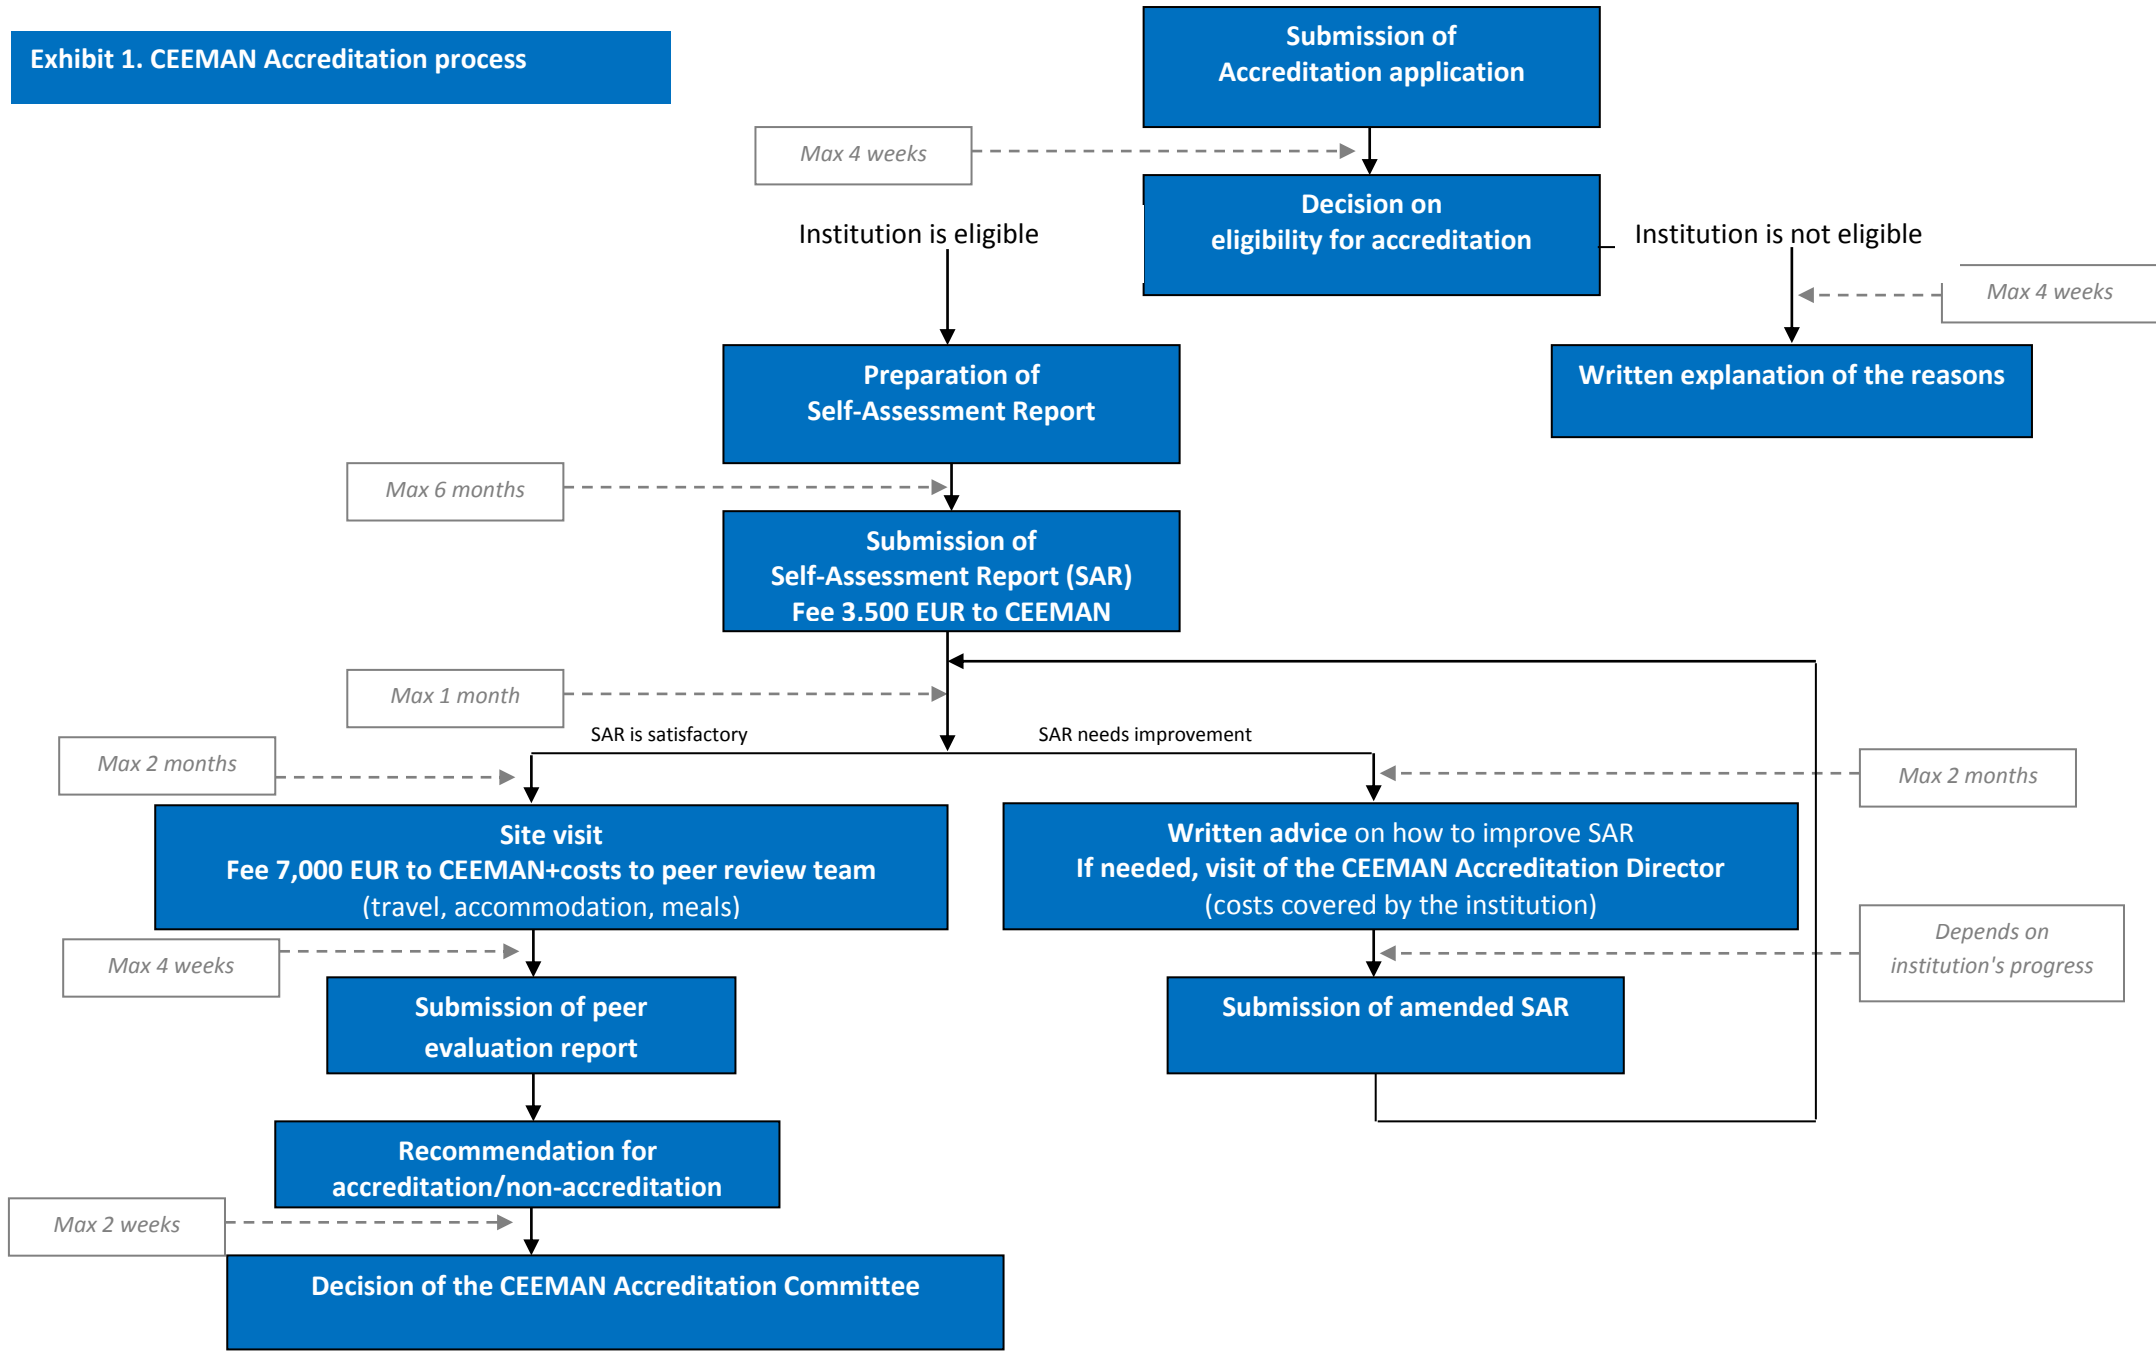 Exhibit 1. CEEMAN Accreditation process
Submission of
Accreditation application
Max 4 weeks
Decision on
eligibility for accreditation
Institution is eligible
Institution is not eligible
Max 4 weeks
Preparation of
Self-Assessment Report
Written explanation of the reasons
Max 6 months
Submission of
Self-Assessment Report (SAR)
Fee 3.500 EUR to CEEMAN
Max 1 month
SAR is satisfactory
SAR needs improvement
Max 2 months
Max 2 months
Site visit
Fee 7,000 EUR to CEEMAN+costs to peer review team
(travel, accommodation, meals)
Written advice on how to improve SAR
If needed, visit of the CEEMAN Accreditation Director
(costs covered by the institution)
Max 4 weeks
Depends on
institution's progress
Submission of peer
evaluation report
Submission of amended SAR
Recommendation for
accreditation/non-accreditation
Max 2 weeks
Decision of the CEEMAN Accreditation Committee